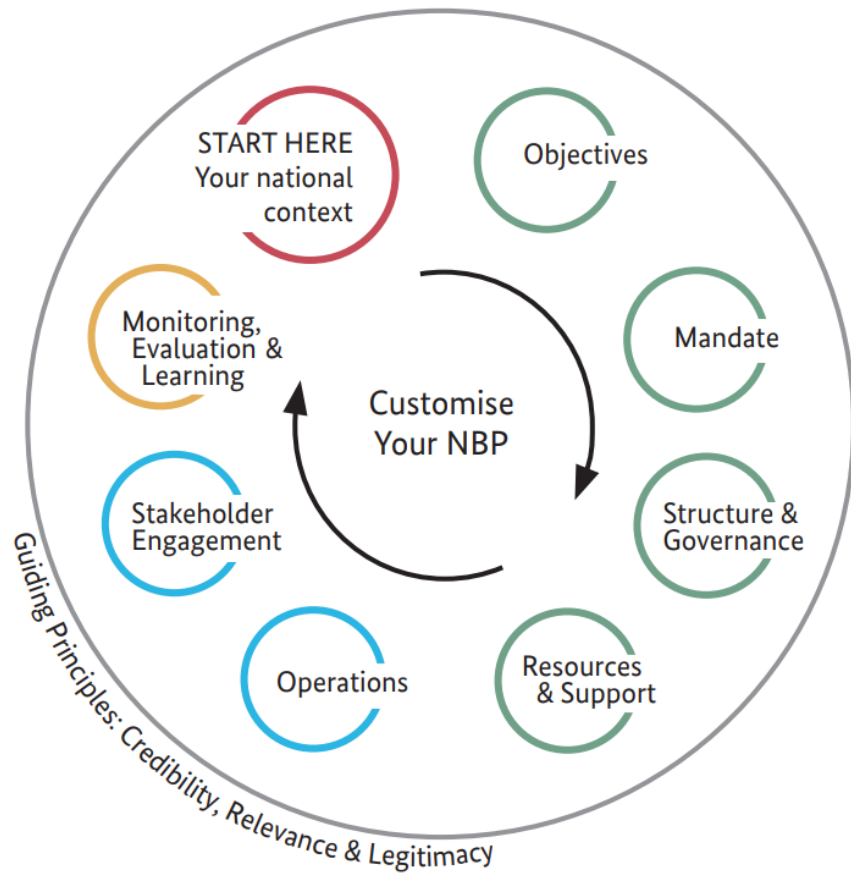 START HERE
Your national
context
Objectives
Mandate
Structure &
Governance
Resources
& Support
Operations
Stakeholder
Engagement
Monitoring,
Evaluation &
Learning
Customise
Your NBP
Guiding Principles: Credibility, Relevance & Legitimacy